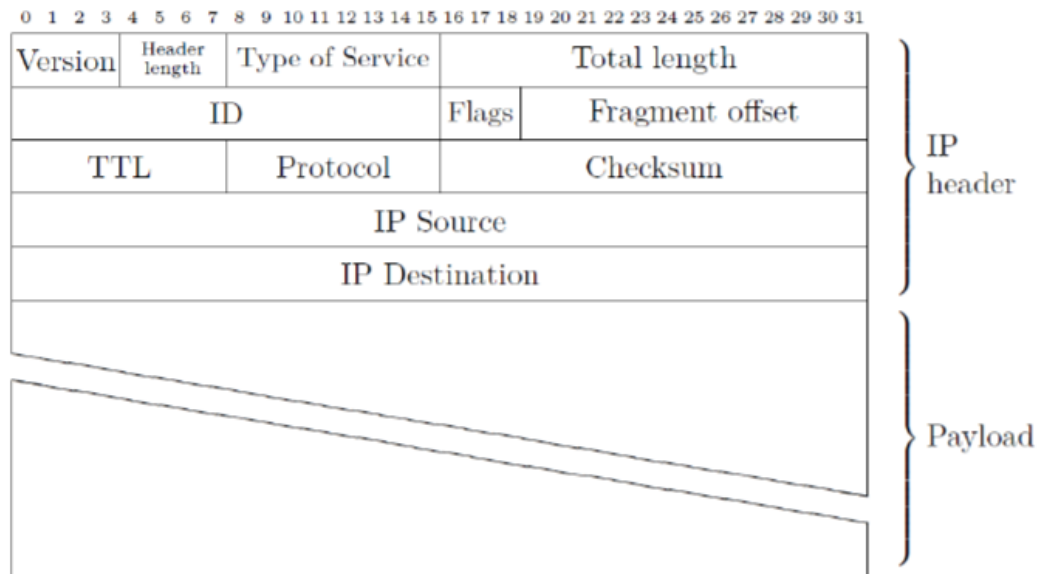 0 1 2 3 4 5 6 7 8 9 10 11 12 13 14 15 16 17 18 19 20 21 22 23 24 25 26 27 28 29 30 31
Version Header length Type of Service Total length
ID Flags Fragment offset
TTL Protocol Checksum
IP Source
IP Destination
IP
header
Payload